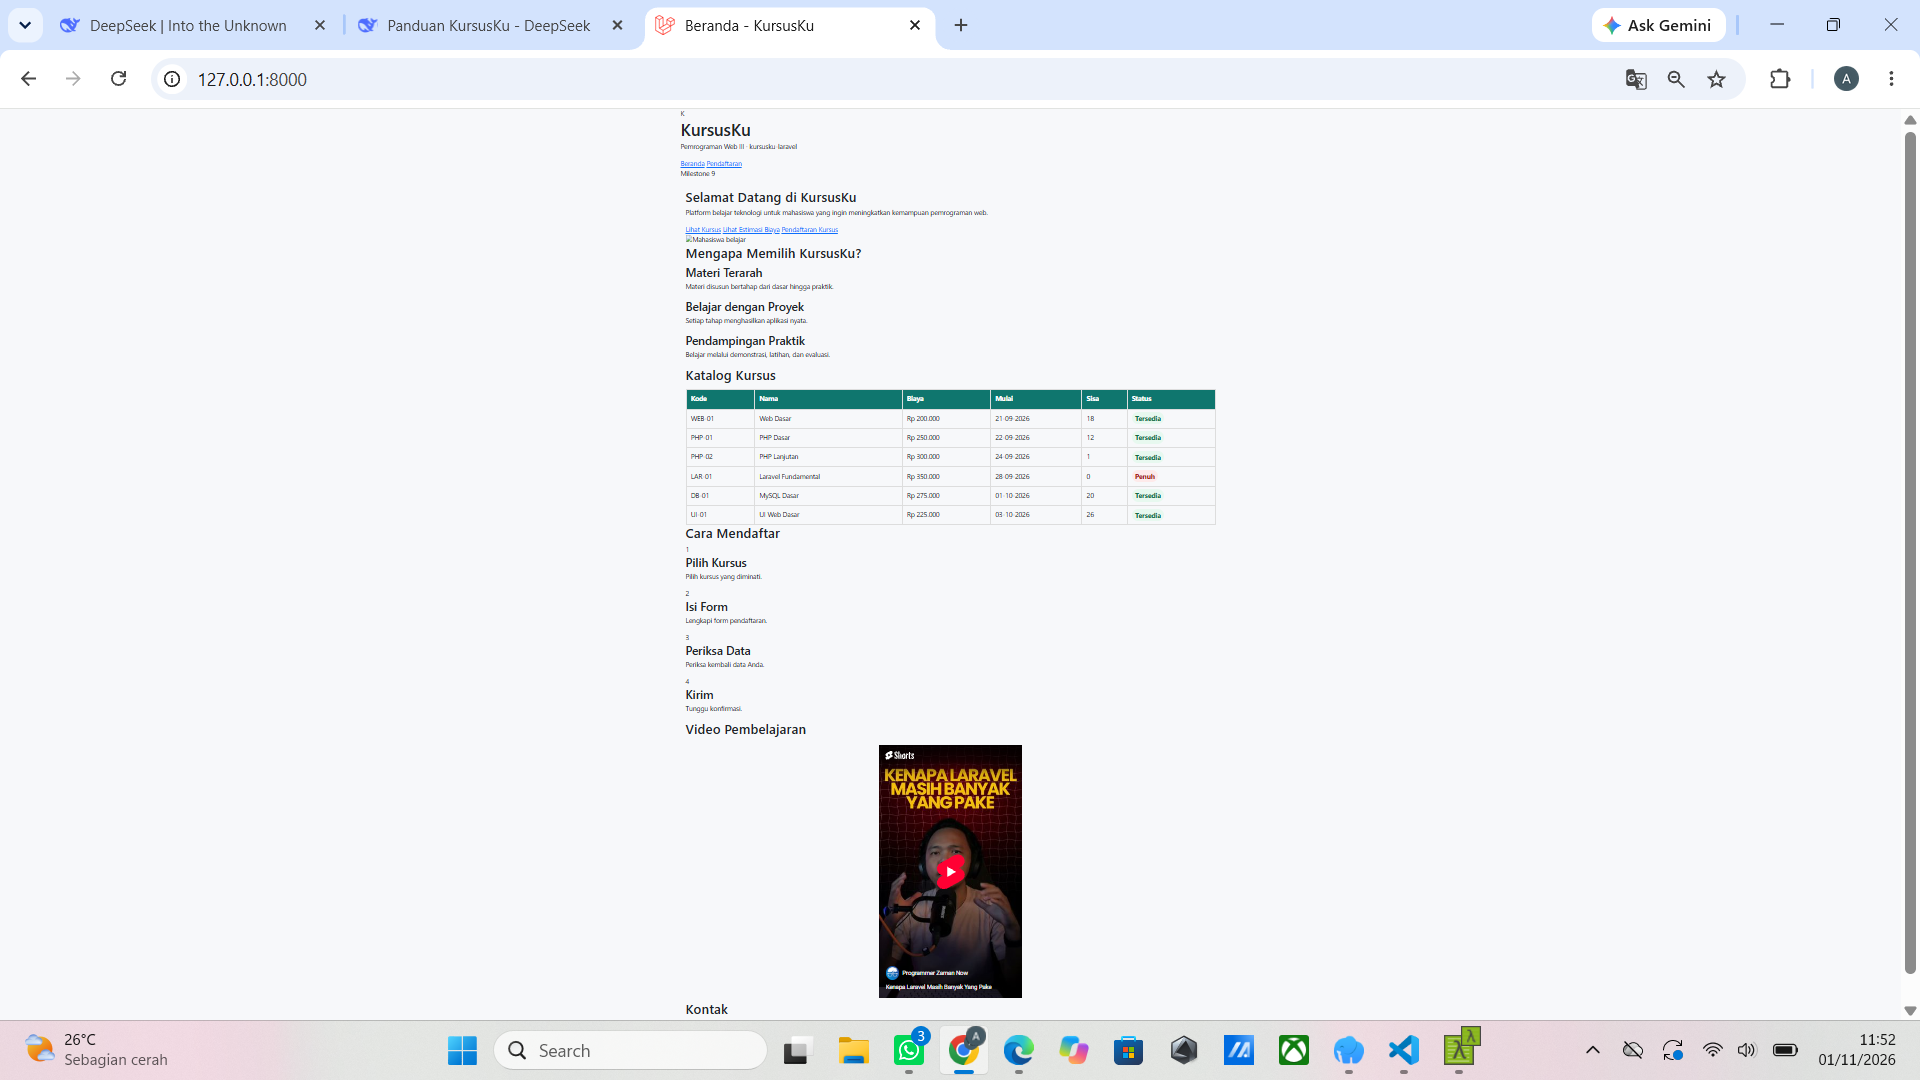 DeepSeek | Into the Unknown
Panduan KursusKu - DeepSeek
Beranda - KursusKu
Ask Gemini
127.0.0.1:8000
A
K
KursusKu
Pemrograman Web III · kursusku-laravel
Beranda Pendaftaran
Milestone 9
Selamat Datang di KursusKu
Platform belajar teknologi untuk mahasiswa yang ingin meningkatkan kemampuan pemrograman web.
Lihat Kursus Lihat Estimasi Biaya Pendaftaran Kursus
Mahasiswa belajar
Mengapa Memilih KursusKu?
Materi Terarah
Materi disusun bertahap dari dasar hingga praktik.
Belajar dengan Proyek
Setiap tahap menghasilkan aplikasi nyata.
Pendampingan Praktik
Belajar melalui demonstrasi, latihan, dan evaluasi.
Katalog Kursus
Kode Nama Biaya Mulai Sisa Status
WEB-01 Web Dasar Rp 200.000 21-09-2026 18 Tersedia
PHP-01 PHP Dasar Rp 250.000 22-09-2026 12 Tersedia
PHP-02 PHP Lanjutan Rp 300.000 24-09-2026 1 Tersedia
LAR-01 Laravel Fundamental Rp 350.000 28-09-2026 0 Penuh
DB-01 MySQL Dasar Rp 275.000 01-10-2026 20 Tersedia
UI-01 UI Web Dasar Rp 225.000 03-10-2026 26 Tersedia
Cara Mendaftar
1
Pilih Kursus
Pilih kursus yang diminati.
2
Isi Form
Lengkapi form pendaftaran.
3
Periksa Data
Periksa kembali data Anda.
4
Kirim
Tunggu konfirmasi.
Video Pembelajaran
Shorts
KENAPA LARAVEL
MASIH BANYAK
YANG PAKE
Programmer Zaman Now
Kenapa Laravel Masih Banyak Yang Pake
Kontak
26°C
Sebagian cerah
Search
3
A
11:52
01/11/2026